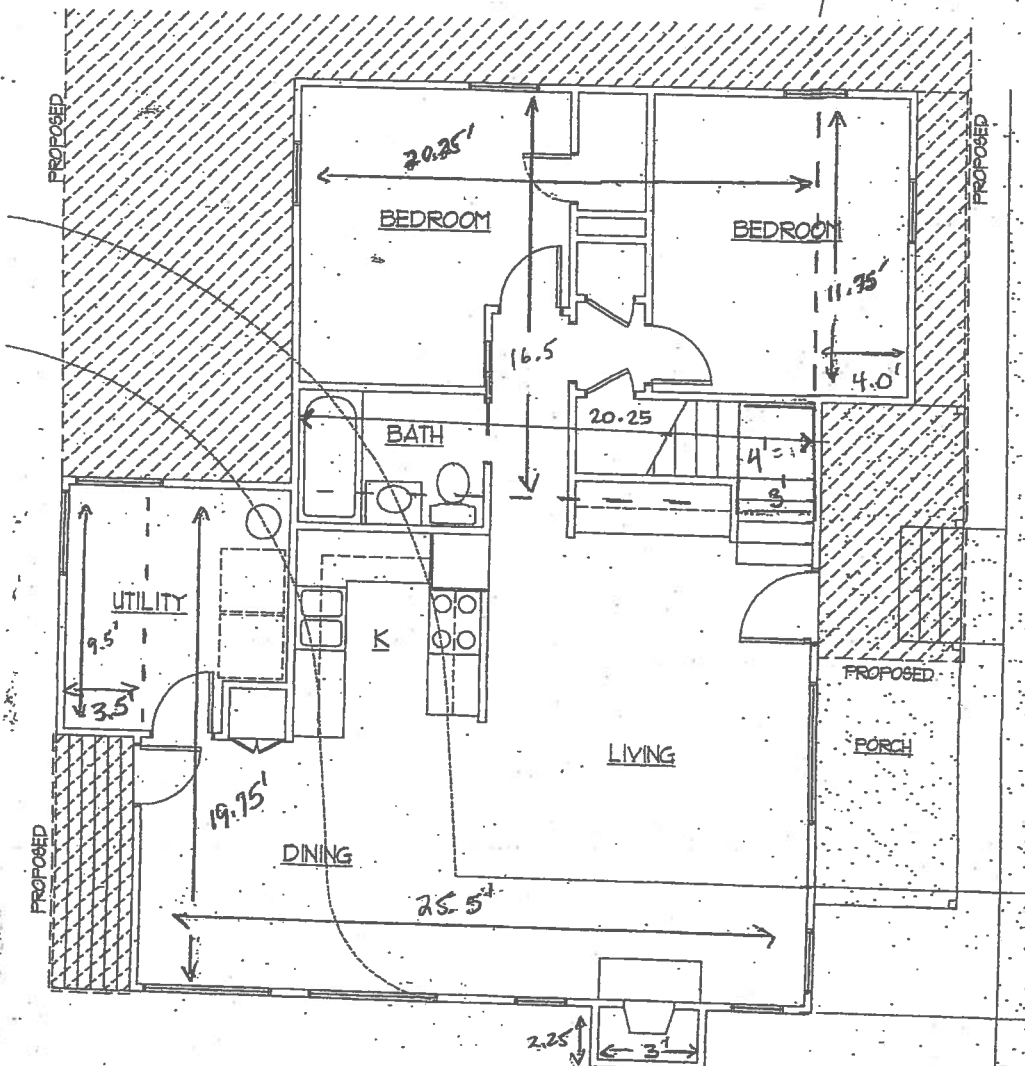 PROPOSED
PROPOSED
20.25'
BEDROOM
BEDROOM
11.75'
16.5
4.0'
20.25
BATH
4' =
3'
UTILITY
9.5'
K
3.5'
PROPOSED
PORCH
LIVING
19.75'
PROPOSED
DINING
25.5'
2.25'
3'